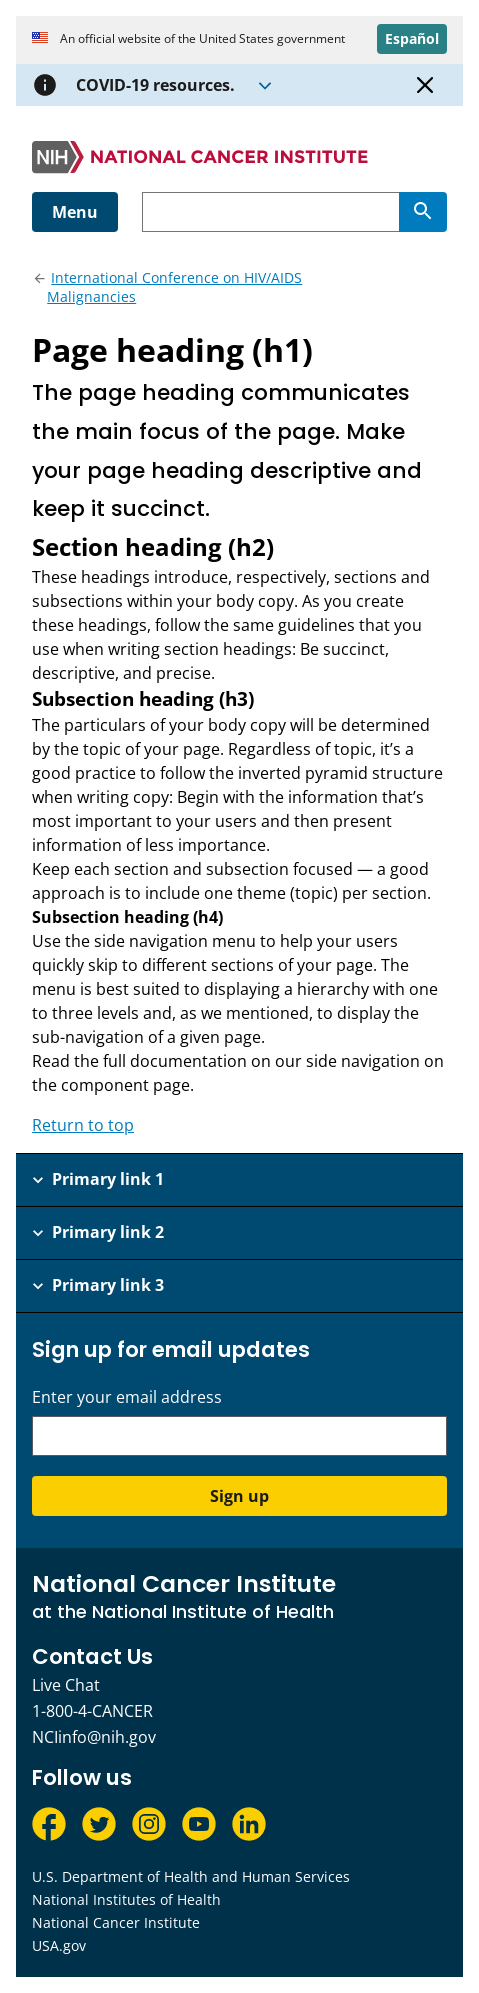 An official website of the United States government
Español
COVID-19 resources.
NIH NATIONAL CANCER INSTITUTE
Menu
International Conference on HIV/AIDS
Malignancies
Page heading (h1)
The page heading communicates
the main focus of the page. Make
your page heading descriptive and
keep it succinct.
Section heading (h2)
These headings introduce, respectively, sections and
subsections within your body copy. As you create
these headings, follow the same guidelines that you
use when writing section headings: Be succinct,
descriptive, and precise.
Subsection heading (h3)
The particulars of your body copy will be determined
by the topic of your page. Regardless of topic, it’s a
good practice to follow the inverted pyramid structure
when writing copy: Begin with the information that’s
most important to your users and then present
information of less importance.
Keep each section and subsection focused — a good
approach is to include one theme (topic) per section.
Subsection heading (h4)
Use the side navigation menu to help your users
quickly skip to different sections of your page. The
menu is best suited to displaying a hierarchy with one
to three levels and, as we mentioned, to display the
sub-navigation of a given page.
Read the full documentation on our side navigation on
the component page.
Return to top
Primary link 1
Primary link 2
Primary link 3
Sign up for email updates
Enter your email address
Sign up
National Cancer Institute
at the National Institute of Health
Contact Us
Live Chat
1-800-4-CANCER
NCIinfo@nih.gov
Follow us
U.S. Department of Health and Human Services
National Institutes of Health
National Cancer Institute
USA.gov